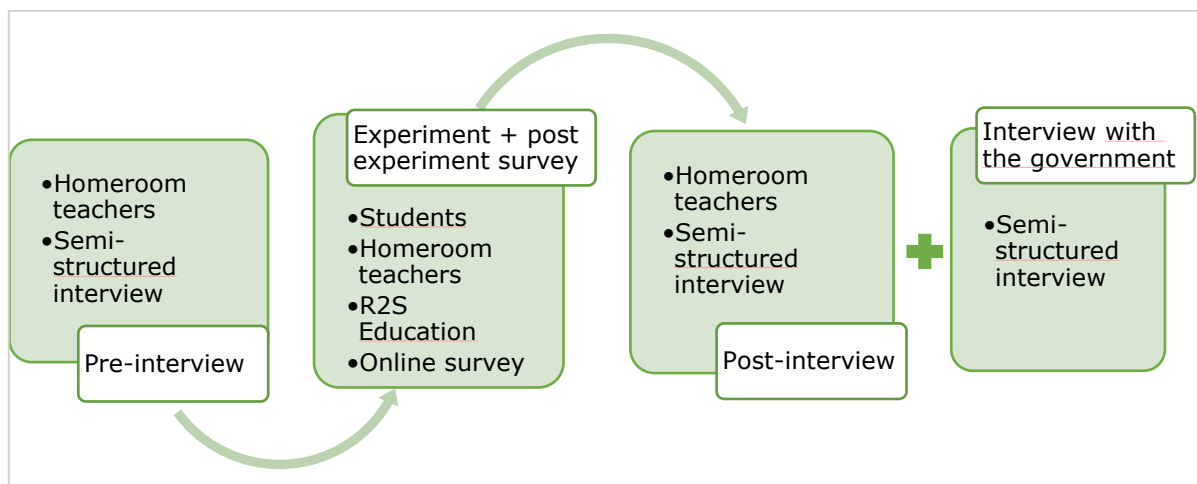 •Homeroom
teachers
•Semi-
structured
interview
Pre-interview
Experiment + post
experiment survey
•Students
•Homeroom
teachers
•R2S
Education
•Online survey
•Homeroom
teachers
•Semi-
structured
interview
Post-interview
Interview with
the government
•Semi-
structured
interview